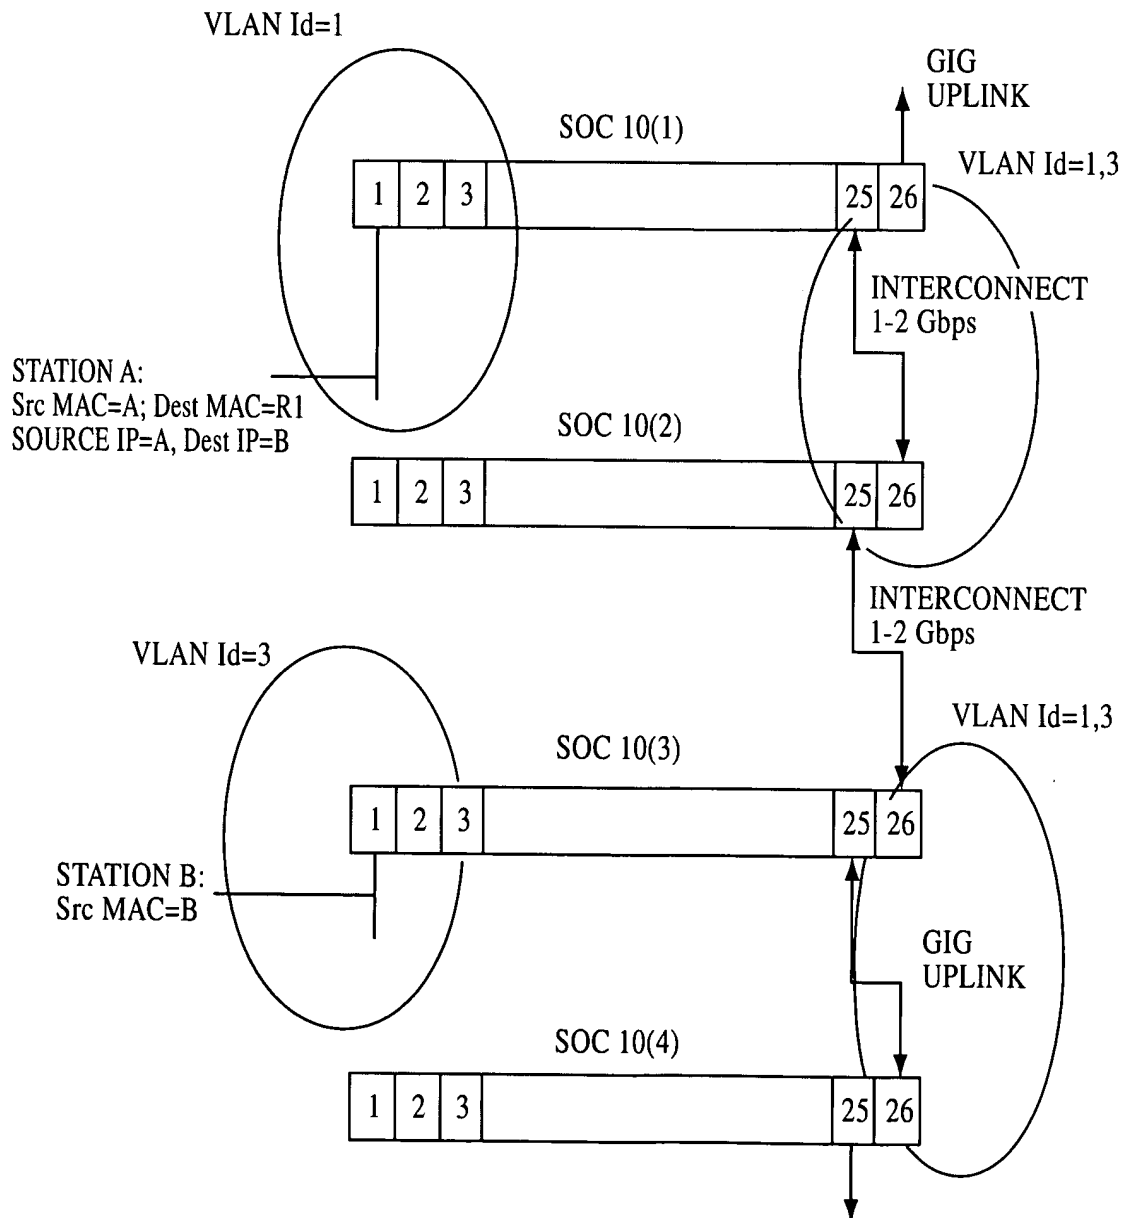 VLAN Id=1
GIG
UPLINK
SOC 10(1)
VLAN Id=1,3
1 2 3 25 26
INTERCONNECT
1-2 Gbps
STATION A:
Src MAC=A; Dest MAC=R1
SOURCE IP=A, Dest IP=B
SOC 10(2)
1 2 3 25 26
INTERCONNECT
1-2 Gbps
VLAN Id=3
VLAN Id=1,3
SOC 10(3)
1 2 3 25 26
STATION B:
Src MAC=B
GIG
UPLINK
SOC 10(4)
1 2 3 25 26